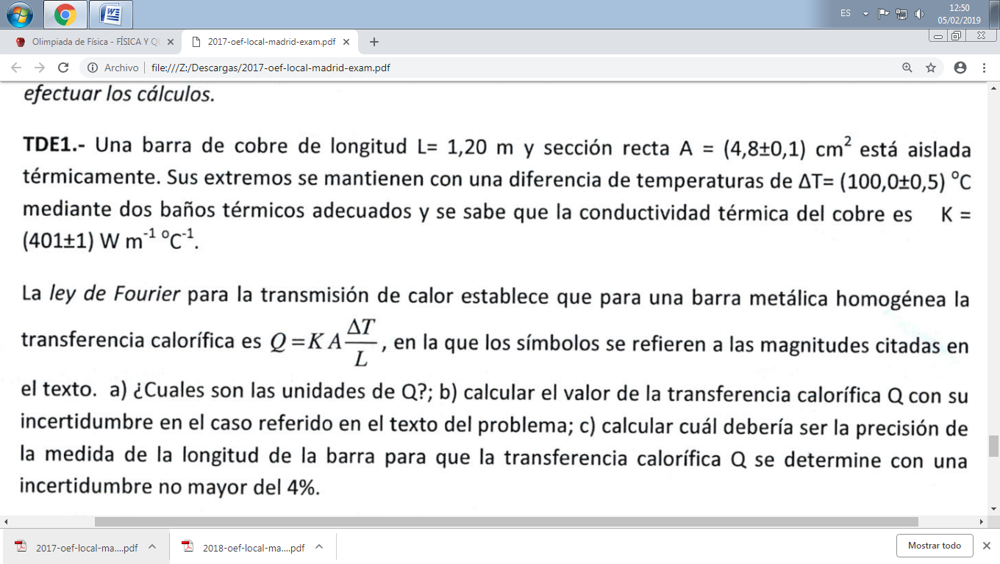 ES
12:50
05/02/2019
Olimpiada de Física - FÍSICA Y QU
2017-oef-local-madrid-exam.pdf
Archivo | file:///Z:/Descargas/2017-oef-local-madrid-exam.pdf
efectuar los cálculos.
TDE1.- Una barra de cobre de longitud L= 1,20 m y sección recta A = (4,8±0,1) cm² está aislada
térmicamente. Sus extremos se mantienen con una diferencia de temperaturas de ΔT= (100,0±0,5) ºC
mediante dos baños térmicos adecuados y se sabe que la conductividad térmica del cobre es K =
(401±1) W m⁻¹ ºC⁻¹.
La ley de Fourier para la transmisión de calor establece que para una barra metálica homogénea la
transferencia calorífica es Q = K A ΔT/L, en la que los símbolos se refieren a las magnitudes citadas en
el texto. a) ¿Cuales son las unidades de Q?; b) calcular el valor de la transferencia calorífica Q con su
incertidumbre en el caso referido en el texto del problema; c) calcular cuál debería ser la precisión de
la medida de la longitud de la barra para que la transferencia calorífica Q se determine con una
incertidumbre no mayor del 4%.
2017-oef-local-ma....pdf
2018-oef-local-ma....pdf
Mostrar todo